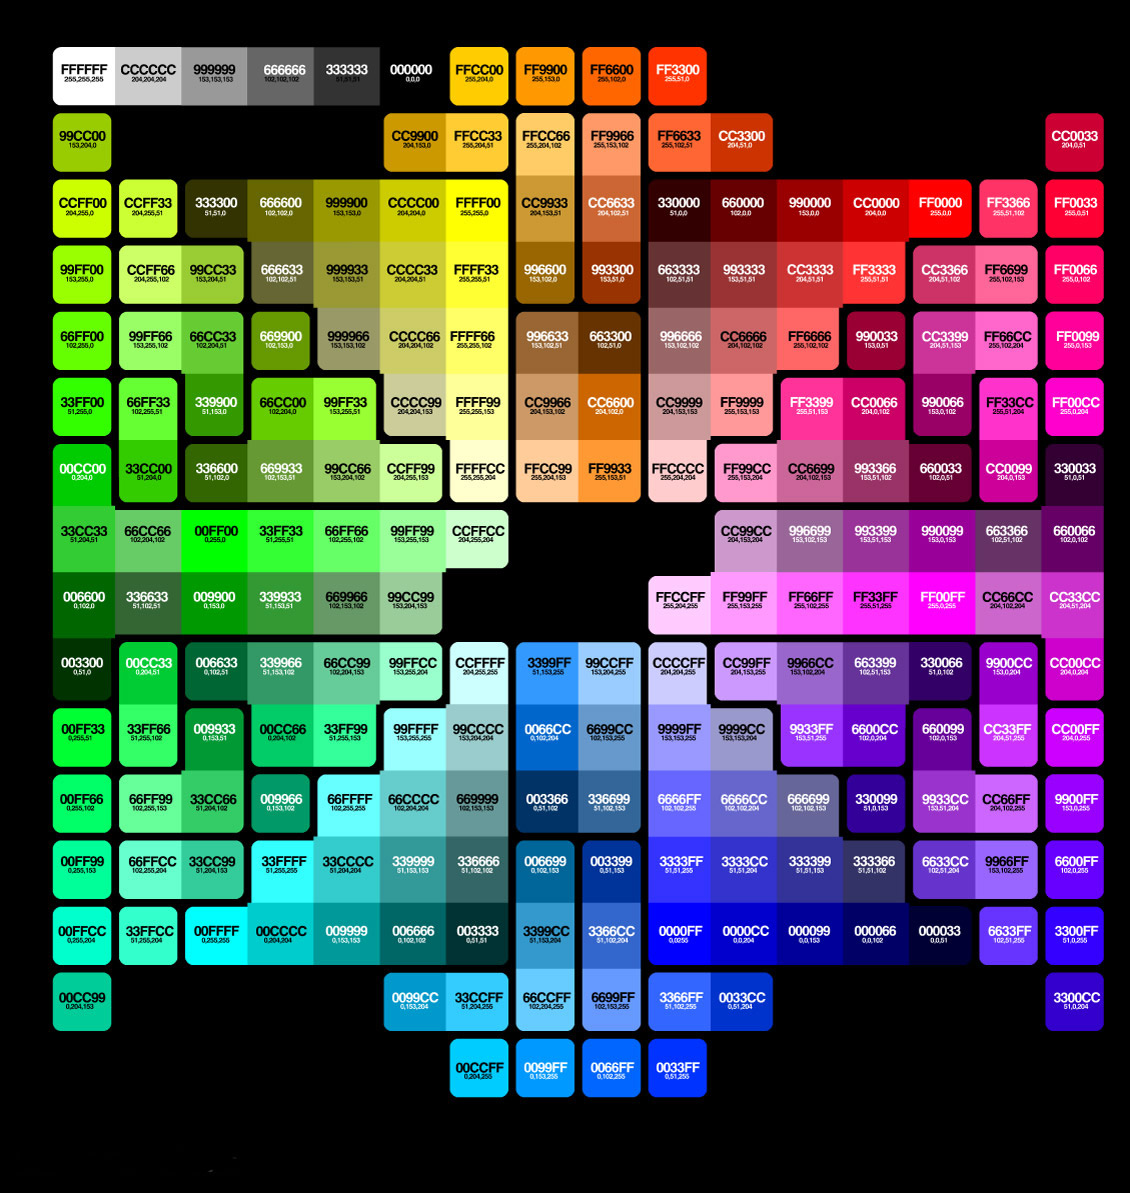 FFFFFF CCCCCC 999999 666666 333333 000000 FFCC00 FF9900 FF6600 FF3300
255,255,255 204,204,204 153,153,153 102,102,102 51,51,51 0,0,0 255,204,0 255,153,0 255,102,0 255,51,0
99CC00 CC9900 FFCC33 FFCC66 FF9966 FF6633 CC3300 CC0033
153,204,0 204,153,0 255,204,51 255,204,102 255,153,102 255,102,51 204,51,0 204,0,51
CCFF00 CCFF33 333300 666600 999900 CCCC00 FFFF00 CC9933 CC6633 330000 660000 990000 CC0000 FF0000 FF3366 FF0033
204,255,0 204,255,51 51,51,0 102,102,0 153,153,0 204,204,0 255,255,0 204,153,51 204,102,51 51,0,0 102,0,0 153,0,0 204,0,0 255,0,0 255,51,102 255,0,51
99FF00 CCFF66 99CC33 666633 999933 CCCC33 FFFF33 996600 993300 663333 993333 CC3333 FF3333 CC3366 FF6699 FF0066
153,255,0 204,255,102 153,204,51 102,102,51 153,153,51 204,204,51 255,255,51 153,102,0 153,51,0 102,51,51 153,51,51 204,51,51 255,51,51 204,51,102 255,102,153 255,0,102
66FF00 99FF66 66CC33 669900 999966 CCCC66 FFFF66 996633 663300 996666 CC6666 FF6666 990033 CC3399 FF66CC FF0099
102,255,0 153,255,102 102,204,51 102,153,0 153,153,102 204,204,102 255,255,102 153,102,51 102,51,0 153,102,102 204,102,102 255,102,102 153,0,51 204,51,153 255,102,204 255,0,153
33FF00 66FF33 339900 66CC00 99FF33 CCCC99 FFFF99 CC9966 CC6600 CC9999 FF9999 FF3399 CC0066 990066 FF33CC FF00CC
51,255,0 102,255,51 51,153,0 102,204,0 153,255,51 204,204,153 255,255,153 204,153,102 204,102,0 204,153,153 255,153,153 255,51,153 204,0,102 153,0,102 255,51,204 255,0,204
00CC00 33CC00 336600 669933 99CC66 CCFF99 FFFFCC FFCC99 FF9933 FFCCCC FF99CC CC6699 993366 660033 CC0099 330033
0,204,0 51,204,0 51,102,0 102,153,51 153,204,102 204,255,153 255,255,204 255,204,153 255,153,51 255,204,204 255,153,204 204,102,153 153,51,102 102,0,51 204,0,153 51,0,51
33CC33 66CC66 00FF00 33FF33 66FF66 99FF99 CCFFCC CC99CC 996699 993399 990099 663366 660066
51,204,51 102,204,102 0,255,0 51,255,51 102,255,102 153,255,153 204,255,204 204,153,204 153,102,153 153,51,153 153,0,153 102,51,102 102,0,102
006600 336633 009900 339933 669966 99CC99 FFCCFF FF99FF FF66FF FF33FF FF00FF CC66CC CC33CC
0,102,0 51,102,51 0,153,0 51,153,51 102,153,102 153,204,153 255,204,255 255,153,255 255,102,255 255,51,255 255,0,255 204,102,204 204,51,204
003300 00CC33 006633 339966 66CC99 99FFCC CCFFFF 3399FF 99CCFF CCCCFF CC99FF 9966CC 663399 330066 9900CC CC00CC
0,51,0 0,204,51 0,102,51 51,153,102 102,204,153 153,255,204 204,255,255 51,153,255 153,204,255 204,204,255 204,153,255 153,102,204 102,51,153 51,0,102 153,0,204 204,0,204
00FF33 33FF66 009933 00CC66 33FF99 99FFFF 99CCCC 0066CC 6699CC 9999FF 9999CC 9933FF 6600CC 660099 CC33FF CC00FF
0,255,51 51,255,102 0,153,51 0,204,102 51,255,153 153,255,255 153,204,204 0,102,204 102,153,255 153,153,255 153,153,204 153,51,255 102,0,204 102,0,153 204,51,255 204,0,255
00FF66 66FF99 33CC66 009966 66FFFF 66CCCC 669999 003366 336699 6666FF 6666CC 666699 330099 9933CC CC66FF 9900FF
0,255,102 102,255,153 51,204,102 0,153,102 102,255,255 102,204,204 102,153,153 0,51,102 51,102,153 102,102,255 102,102,204 102,102,153 51,0,153 153,51,204 204,102,255 153,0,255
00FF99 66FFCC 33CC99 33FFFF 33CCCC 339999 336666 006699 003399 3333FF 3333CC 333399 333366 6633CC 9966FF 6600FF
0,255,153 102,255,204 51,204,153 51,255,255 51,204,204 51,153,153 51,102,102 0,102,153 0,51,153 51,51,255 51,51,204 51,51,153 51,51,102 102,51,204 153,102,255 102,0,255
00FFCC 33FFCC 00FFFF 00CCCC 009999 006666 003333 3399CC 3366CC 0000FF 0000CC 000099 000066 000033 6633FF 3300FF
0,255,204 51,255,204 0,255,255 0,204,204 0,153,153 0,102,102 0,51,51 51,153,204 51,102,204 0,0255 0,0,204 0,0,153 0,0,102 0,0,51 102,51,255 51,0,255
00CC99 0099CC 33CCFF 66CCFF 6699FF 3366FF 0033CC 3300CC
0,204,153 0,153,204 51,204,255 102,204,255 102,153,255 51,102,255 0,51,204 51,0,204
00CCFF 0099FF 0066FF 0033FF
0,204,255 0,153,255 0,102,255 0,51,255